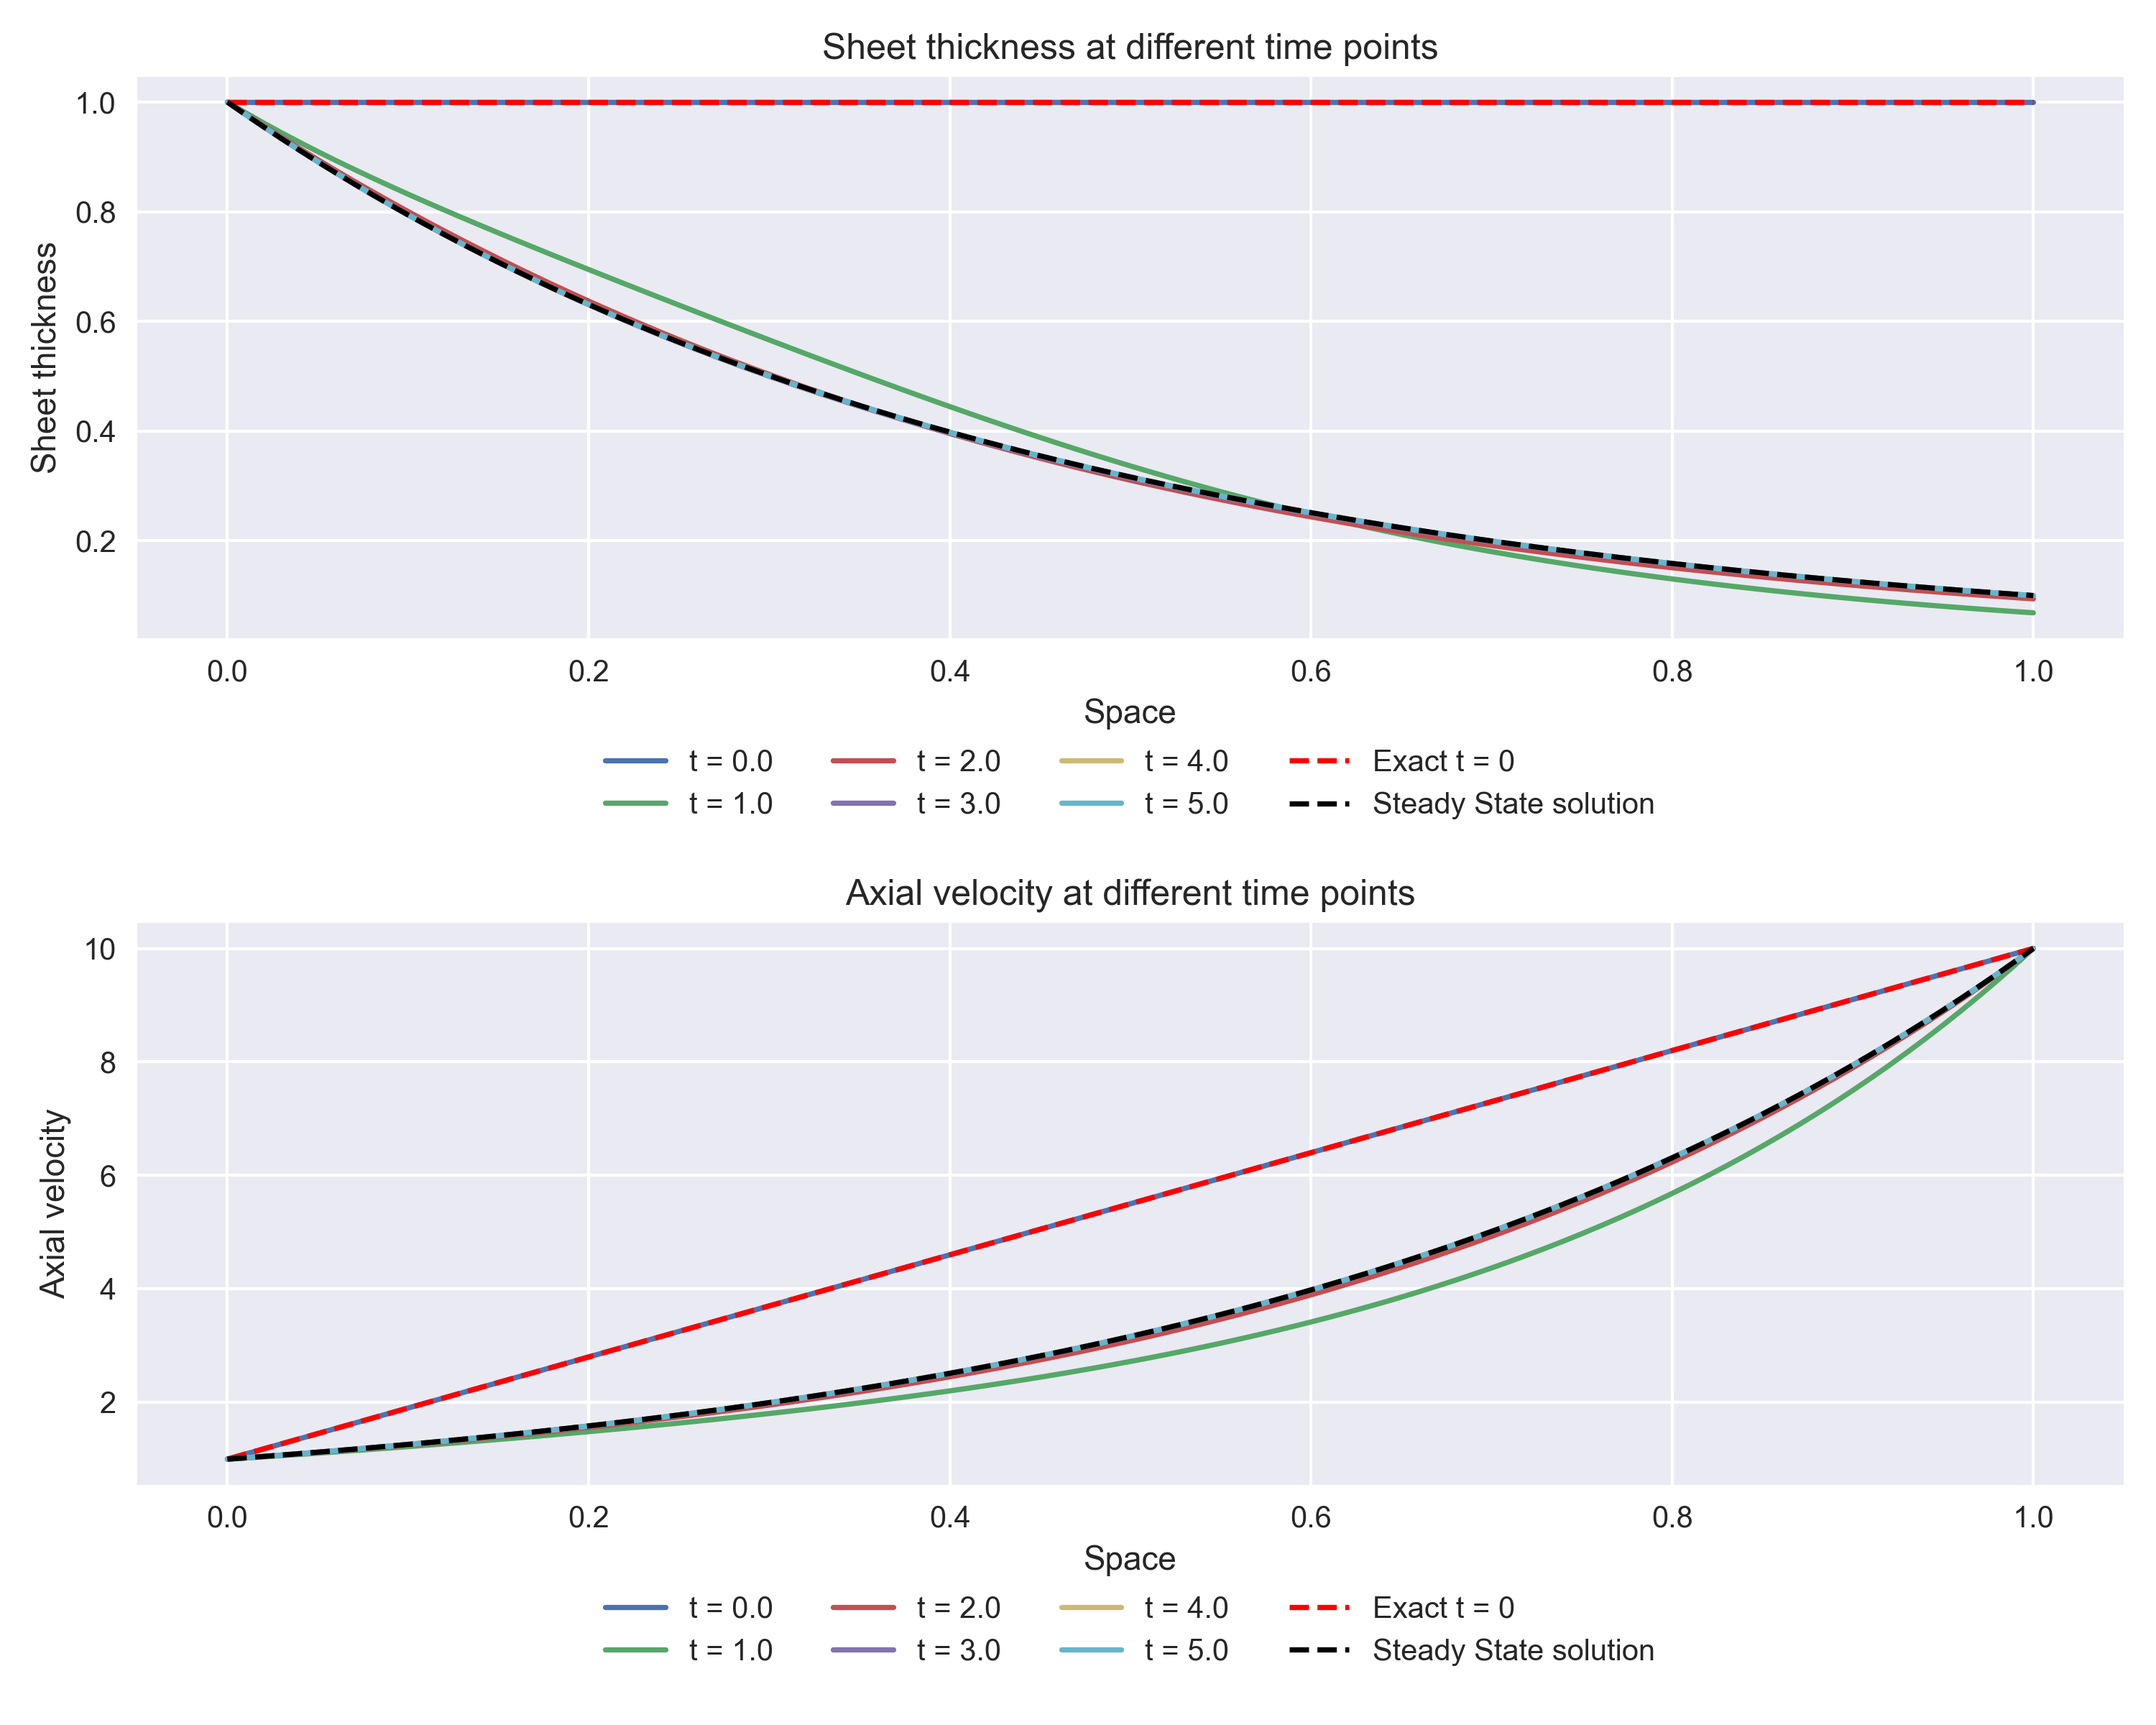 Sheet thickness at different time points
Sheet thickness
1.0
0.8
0.6
0.4
0.2
0.0 0.2 0.4 0.6 0.8 1.0
Space
t = 0.0 t = 2.0 t = 4.0 Exact t = 0
t = 1.0 t = 3.0 t = 5.0 Steady State solution
Axial velocity at different time points
Axial velocity
10
8
6
4
2
0.0 0.2 0.4 0.6 0.8 1.0
Space
t = 0.0 t = 2.0 t = 4.0 Exact t = 0
t = 1.0 t = 3.0 t = 5.0 Steady State solution